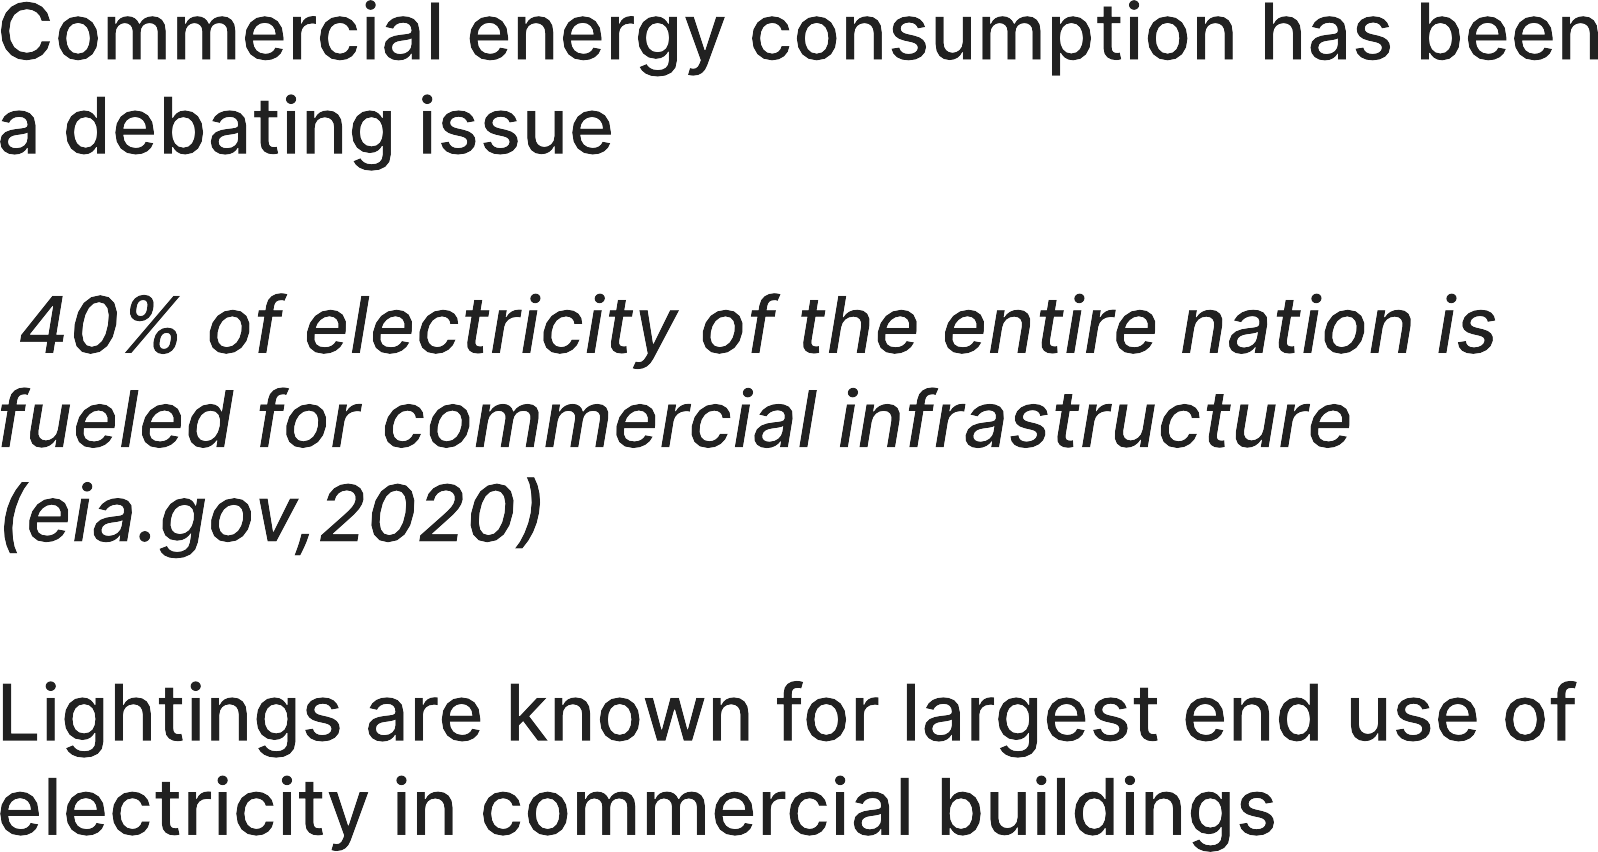 Commercial energy consumption has been
a debating issue
40% of electricity of the entire nation is
fueled for commercial infrastructure
(eia.gov,2020)
Lightings are known for largest end use of
electricity in commercial buildings